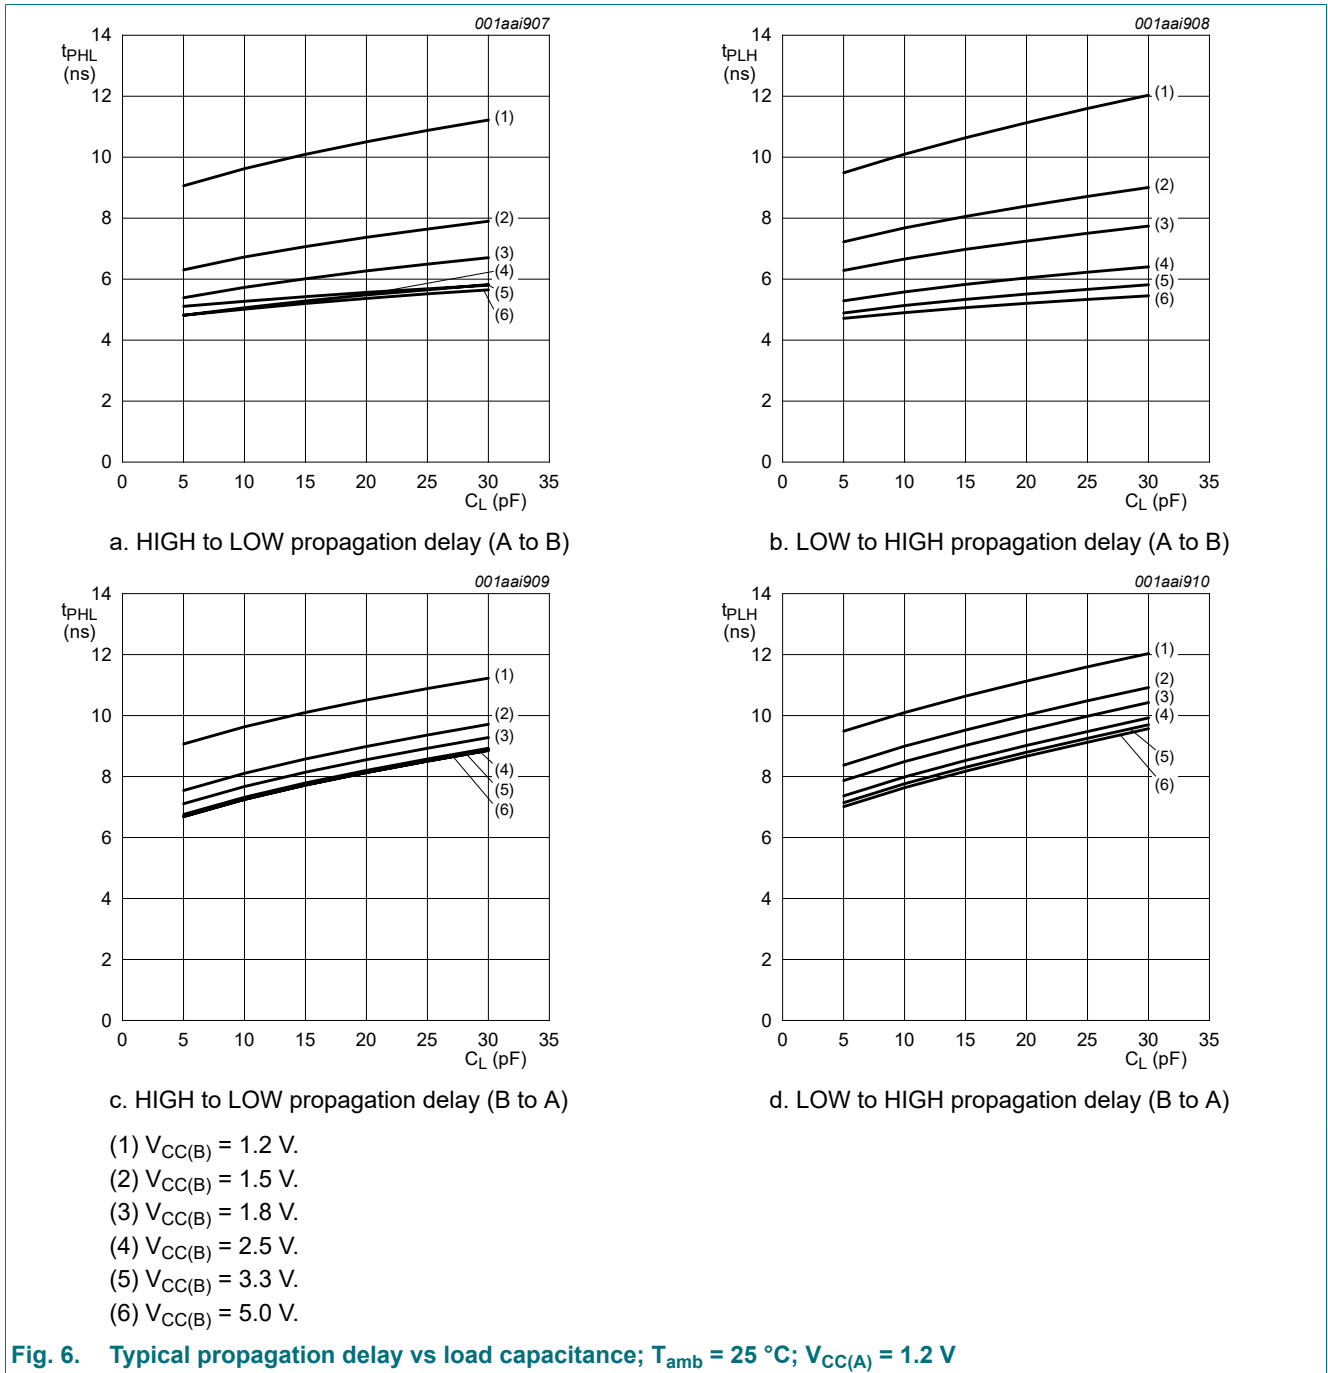 001aai907
14
tPHL
(ns)
12
10
8
6
4
2
0
(1)
(2)
(3)
(4)
(5)
(6)
0 5 10 15 20 25 30 35
CL (pF)
a. HIGH to LOW propagation delay (A to B)
001aai908
14
tPLH
(ns)
12
10
8
6
4
2
0
(1)
(2)
(3)
(4)
(5)
(6)
0 5 10 15 20 25 30 35
CL (pF)
b. LOW to HIGH propagation delay (A to B)
001aai909
14
tPHL
(ns)
12
10
8
6
4
2
0
(1)
(2)
(3)
(4)
(5)
(6)
0 5 10 15 20 25 30 35
CL (pF)
c. HIGH to LOW propagation delay (B to A)
001aai910
14
tPLH
(ns)
12
10
8
6
4
2
0
(1)
(2)
(3)
(4)
(5)
(6)
0 5 10 15 20 25 30 35
CL (pF)
d. LOW to HIGH propagation delay (B to A)
(1) VCC(B) = 1.2 V.
(2) VCC(B) = 1.5 V.
(3) VCC(B) = 1.8 V.
(4) VCC(B) = 2.5 V.
(5) VCC(B) = 3.3 V.
(6) VCC(B) = 5.0 V.
Fig. 6. Typical propagation delay vs load capacitance; Tamb = 25 °C; VCC(A) = 1.2 V